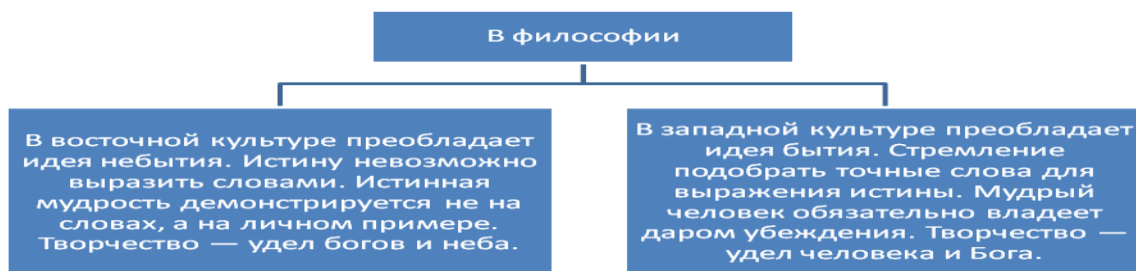 В философии
В восточной культуре преобладает
идея небытия. Истину невозможно
выразить словами. Истинная
мудрость демонстрируется не на
словах, а на личном примере.
Творчество — удел богов и неба.
В западной культуре преобладает
идея бытия. Стремление
подобрать точные слова для
выражения истины. Мудрый
человек обязательно владеет
даром убеждения. Творчество —
удел человека и Бога.